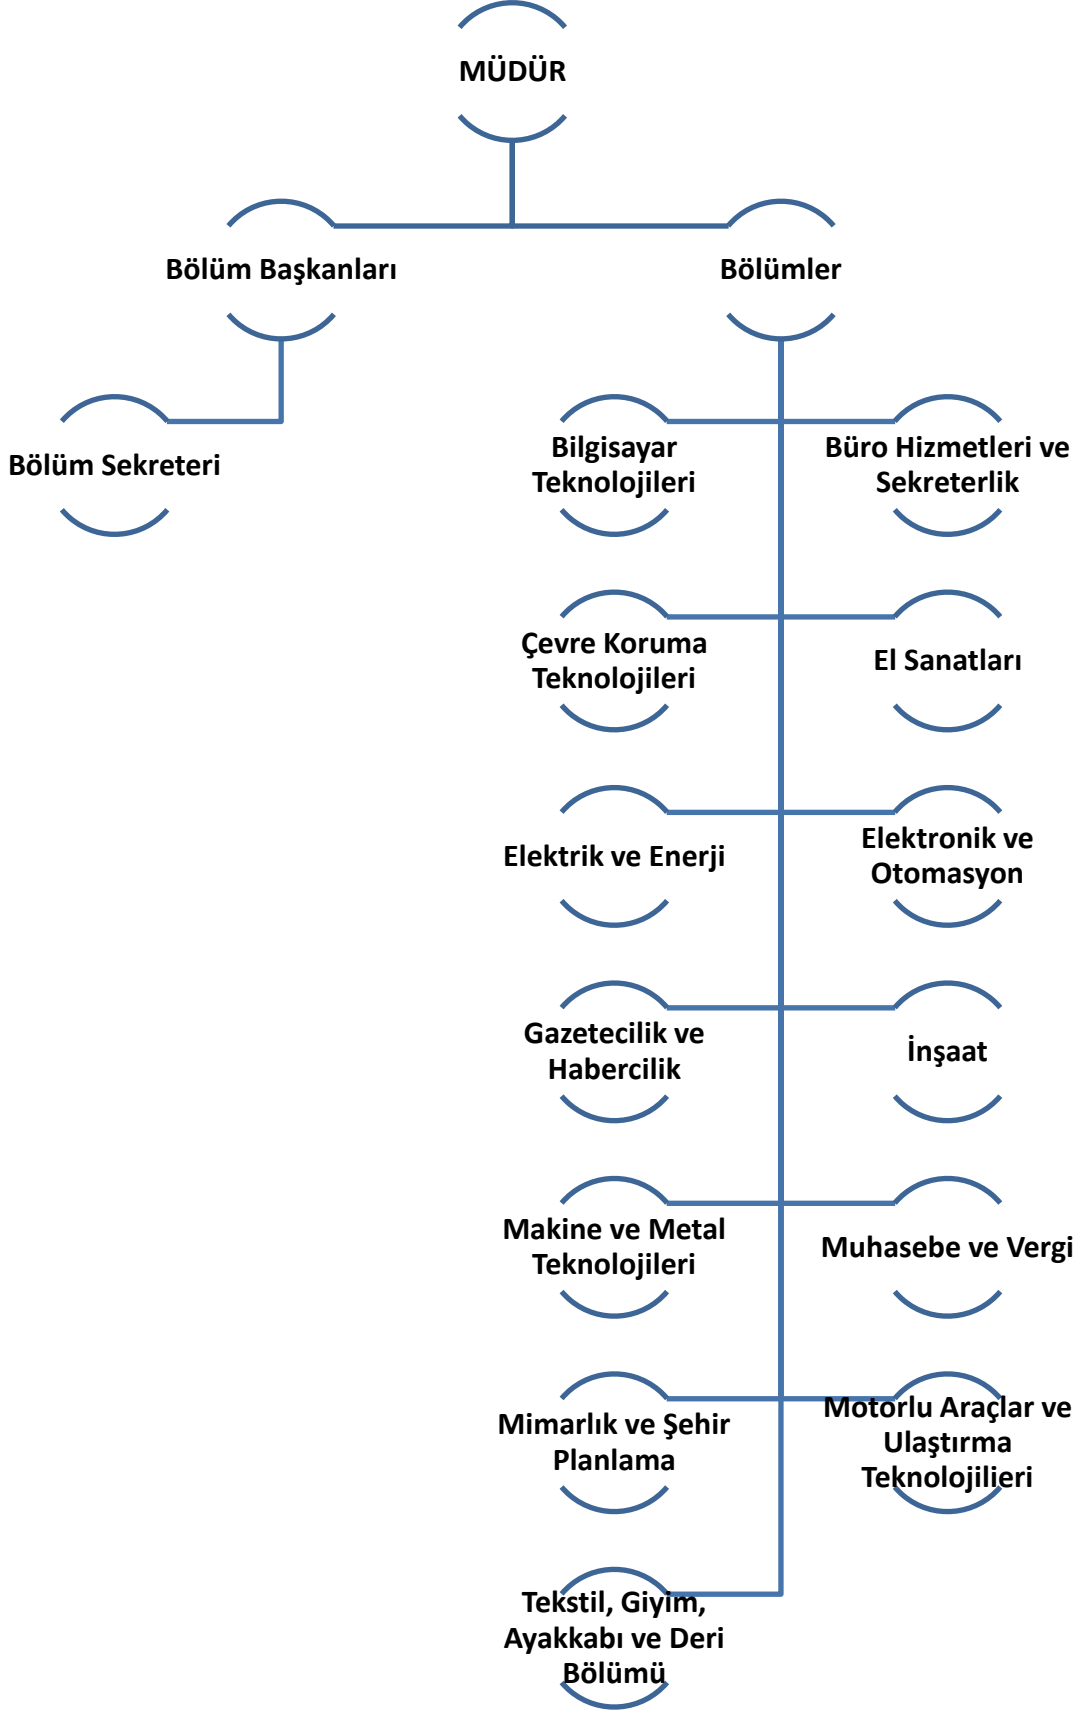 MÜDÜR
Bölüm Başkanları
Bölümler
Bölüm Sekreteri
Bilgisayar
Teknolojileri
Büro Hizmetleri ve
Sekreterlik
Çevre Koruma
Teknolojileri
El Sanatları
Elektrik ve Enerji
Elektronik ve
Otomasyon
Gazetecilik ve
Habercilik
İnşaat
Makine ve Metal
Teknolojileri
Muhasebe ve Vergi
Mimarlık ve Şehir
Planlama
Motorlu Araçlar ve
Ulaştırma
Teknolojilieri
Tekstil, Giyim,
Ayakkabı ve Deri
Bölümü